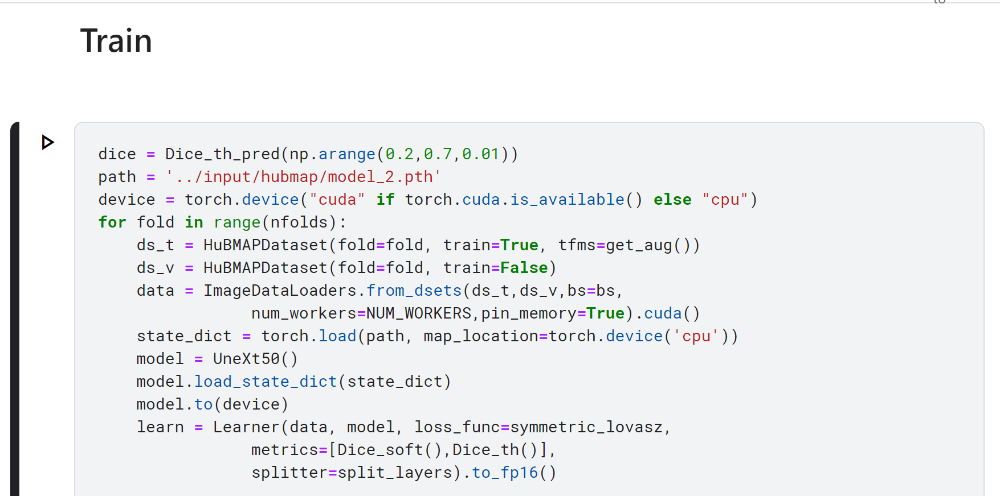 to
Train
dice = Dice_th_pred(np.arange(0.2,0.7,0.01))
path = '../input/hubmap/model_2.pth'
device = torch.device("cuda" if torch.cuda.is_available() else "cpu")
for fold in range(nfolds):
    ds_t = HuBMAPDataset(fold=fold, train=True, tfms=get_aug())
    ds_v = HuBMAPDataset(fold=fold, train=False)
    data = ImageDataLoaders.from_dsets(ds_t,ds_v,bs=bs,
                num_workers=NUM_WORKERS,pin_memory=True).cuda()
    state_dict = torch.load(path, map_location=torch.device('cpu'))
    model = UneXt50()
    model.load_state_dict(state_dict)
    model.to(device)
    learn = Learner(data, model, loss_func=symmetric_lovasz,
                metrics=[Dice_soft(),Dice_th()],
                splitter=split_layers).to_fp16()